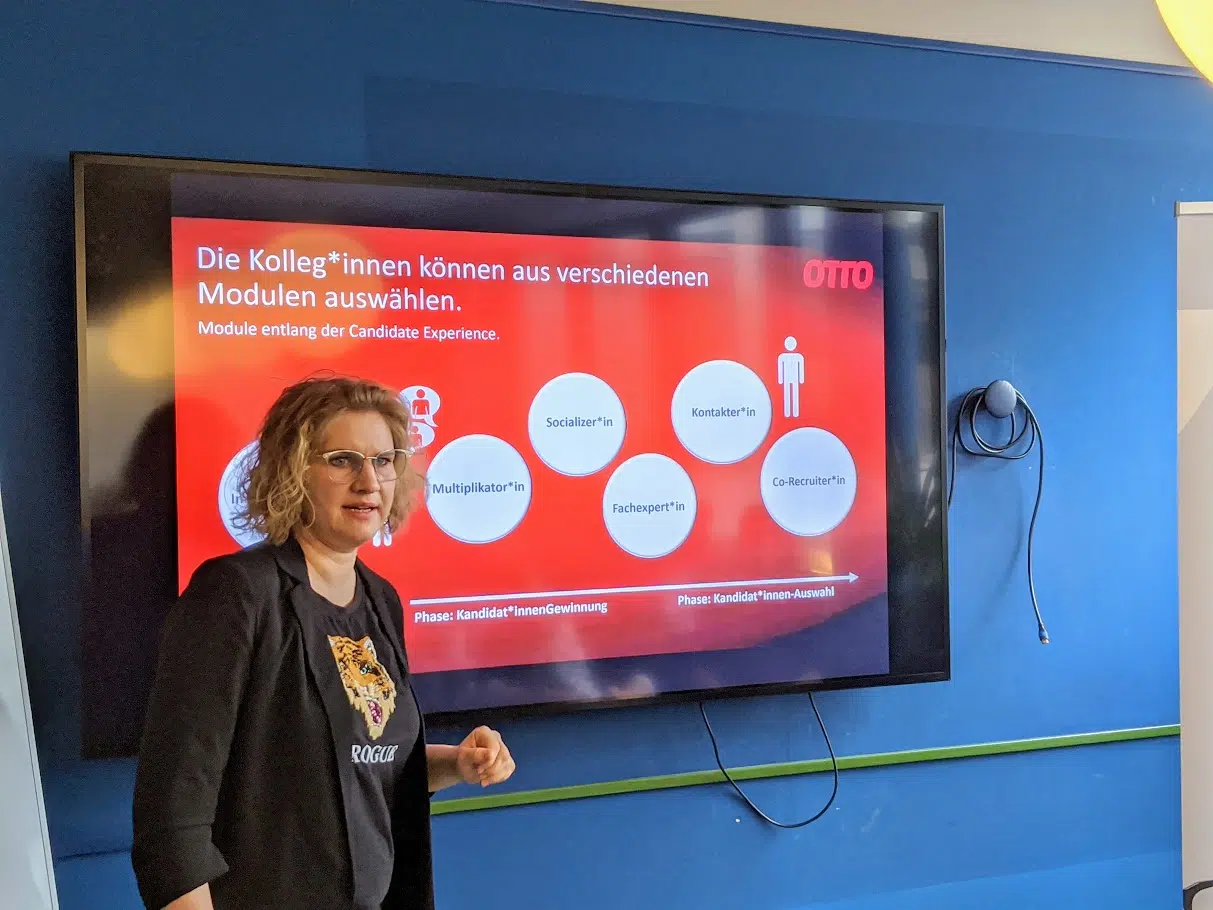 Die Kolleg*innen können aus verschiedenen
Modulen auswählen.
OTTO
Module entlang der Candidate Experience.
Socializer*in
Kontakter*in
Multiplikator*in
Fachexpert*in
Co-Recruiter*in
Phase: Kandidat*innenGewinnung
Phase: Kandidat*innen-Auswahl
ROGUE